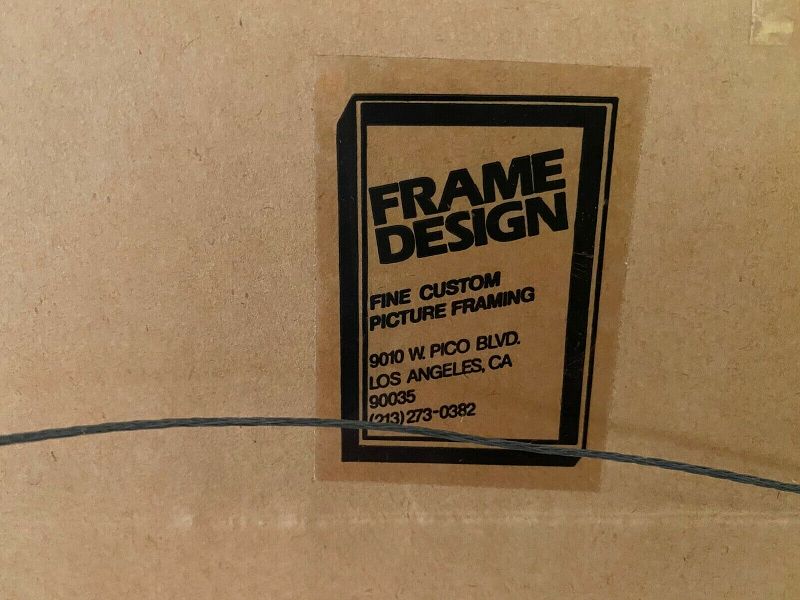 FRAME
DESIGN
FINE CUSTOM
PICTURE FRAMING
9010 W. PICO BLVD.
LOS ANGELES, CA
90035
(213) 273-0382